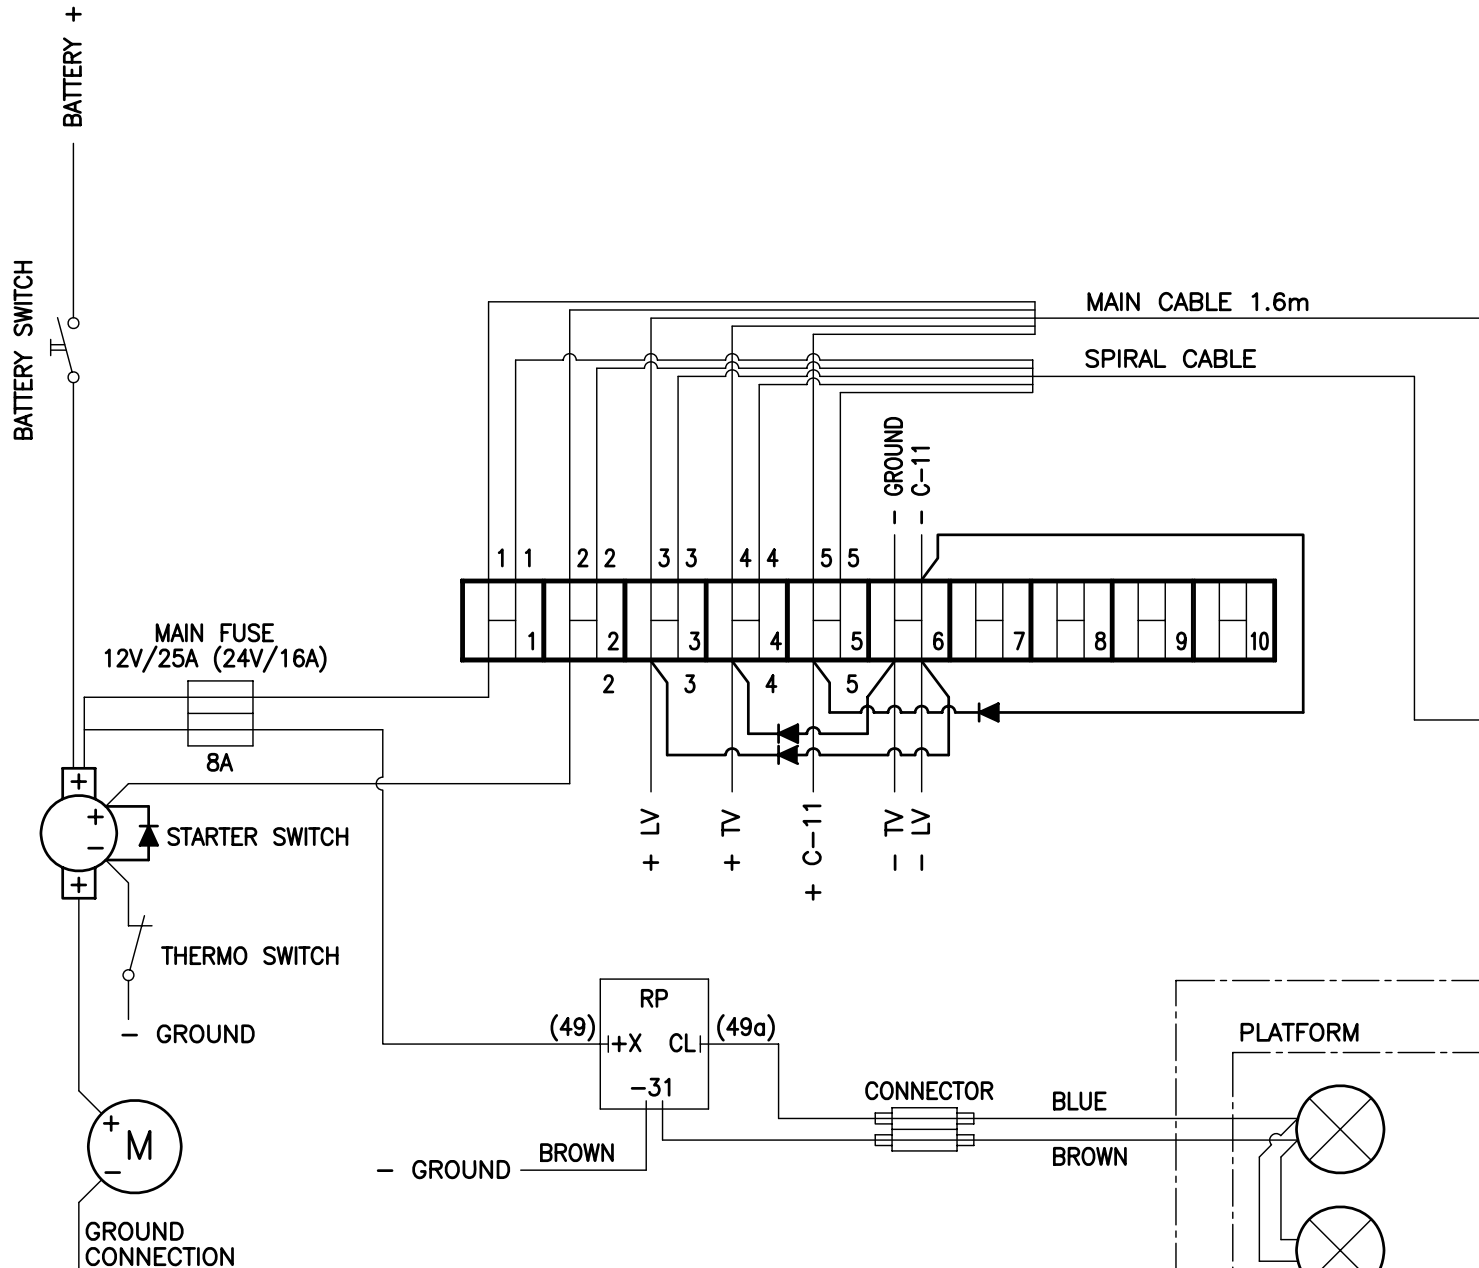 BATTERY +
BATTERY SWITCH
MAIN CABLE 1.6m
SPIRAL CABLE
- GROUND
- C-11
1 1 2 2 3 3 4 4 5 5
1 2 3 4 5 6 7 8 9 10
2 3 4 5
MAIN FUSE
12V/25A (24V/16A)
8A
+
+
-
+
STARTER SWITCH
+ LV
+ TV
+ C-11
- TV
- LV
THERMO SWITCH
- GROUND
RP
(49) +X CL (49a)
-31
BROWN
- GROUND
CONNECTOR
BLUE
BROWN
PLATFORM
+
M
-
GROUND
CONNECTION